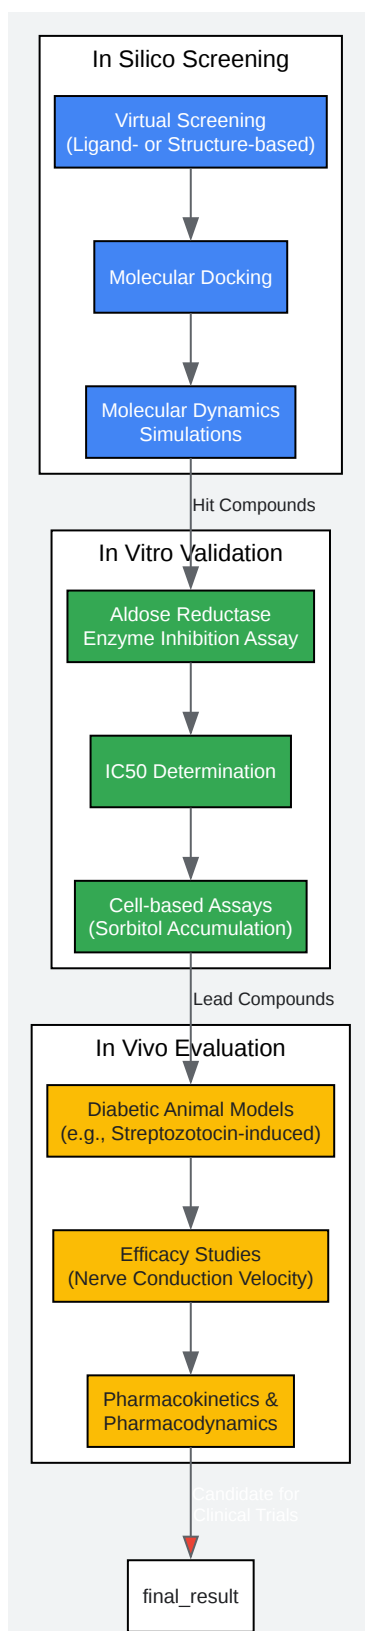 In Silico Screening
Virtual Screening
(Ligand- or Structure-based)
Molecular Docking
Molecular Dynamics
Simulations
Hit Compounds
In Vitro Validation
Aldose Reductase
Enzyme Inhibition Assay
IC50 Determination
Cell-based Assays
(Sorbitol Accumulation)
Lead Compounds
In Vivo Evaluation
Diabetic Animal Models
(e.g., Streptozotocin-induced)
Efficacy Studies
(Nerve Conduction Velocity)
Pharmacokinetics &
Pharmacodynamics
Candidate for
Clinical Trials
final_result